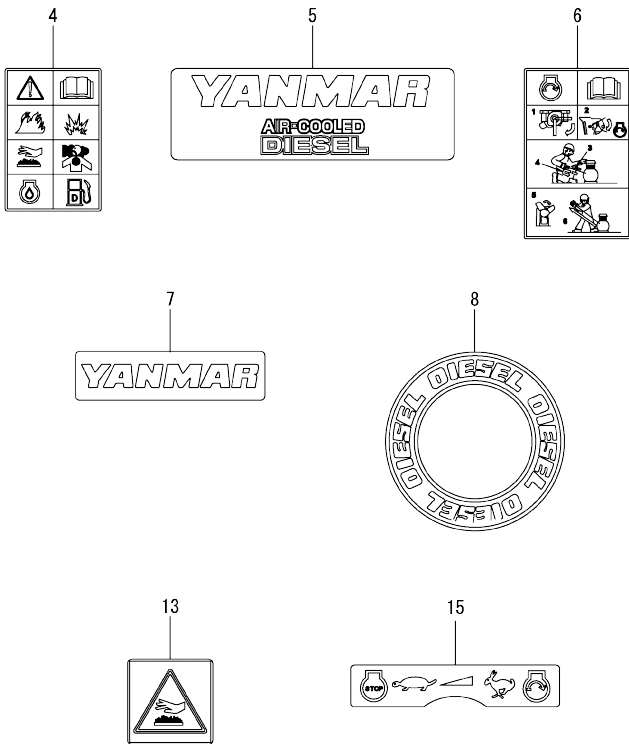 4
5
6
YANMAR
AIR-COOLED
DIESEL
D
1
2
3
4
5
6
7
8
YANMAR
DIESEL DIESEL DIESEL DIESEL
13
15
STOP